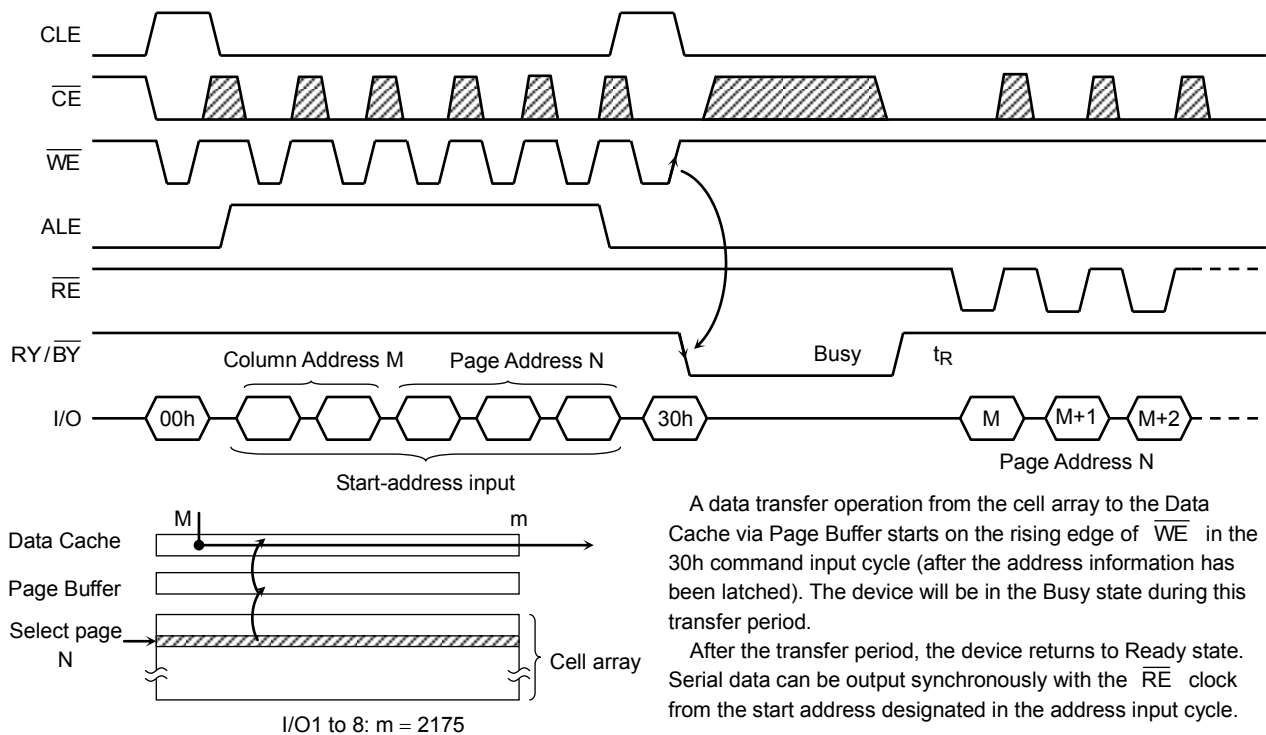 CLE
CE
WE
ALE
RE
RY/BY
Busy
tR
Column Address M
Page Address N
I/O
00h
30h
M
M+1
M+2
Start-address input
Page Address N
M
m
Data Cache
Page Buffer
Select page
N
Cell array
I/O1 to 8: m = 2175
A data transfer operation from the cell array to the Data
Cache via Page Buffer starts on the rising edge of WE in the
30h command input cycle (after the address information has
been latched). The device will be in the Busy state during this
transfer period.
After the transfer period, the device returns to Ready state.
Serial data can be output synchronously with the RE clock
from the start address designated in the address input cycle.